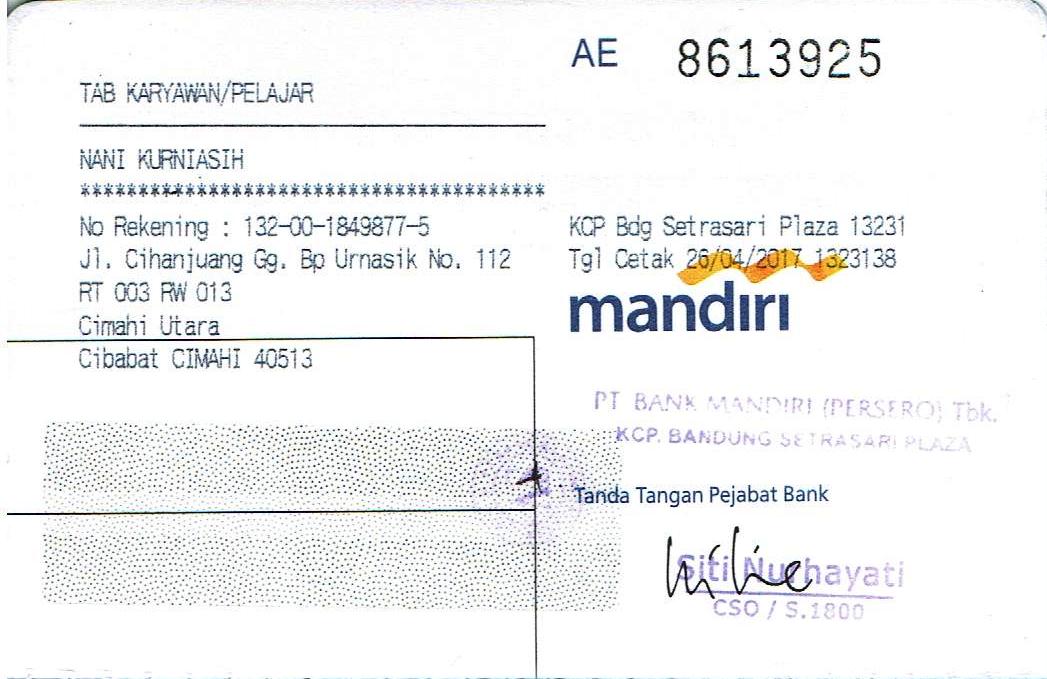 AE 8613925
TAB KARYAWAN/PELAJAR
NANI KURNIASIH
****************************************
No Rekening : 132-00-1849877-5
Jl. Cihanjuang Gg. Bp Urnasik No. 112
RT 003 RW 013
Cimahi Utara
Cibabat CIMAHI 40513
KCP Bdg Setrasari Plaza 13231
Tgl Cetak 26/04/2017 1323138
mandiri
PT BANK MANDIRI (PERSERO) Tbk.
KCP. BANDUNG SETRASARI PLAZA
Tanda Tangan Pejabat Bank
Siti Nurhayati
CSO / S.1800